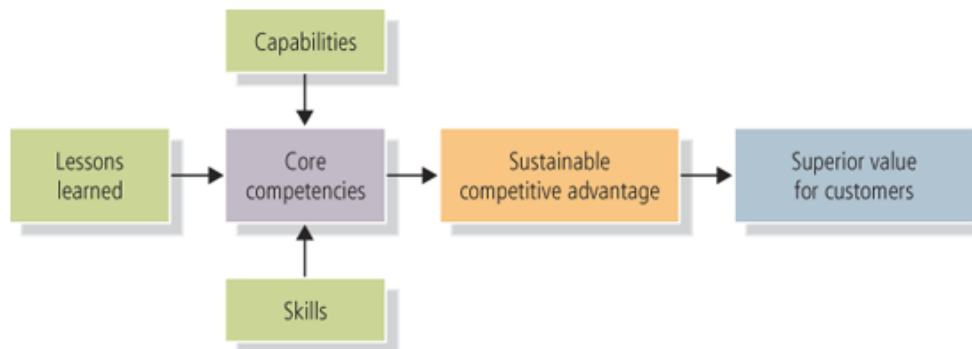 Capabilities
Lessons
learned
Core
competencies
Sustainable
competitive advantage
Superior value
for customers
Skills